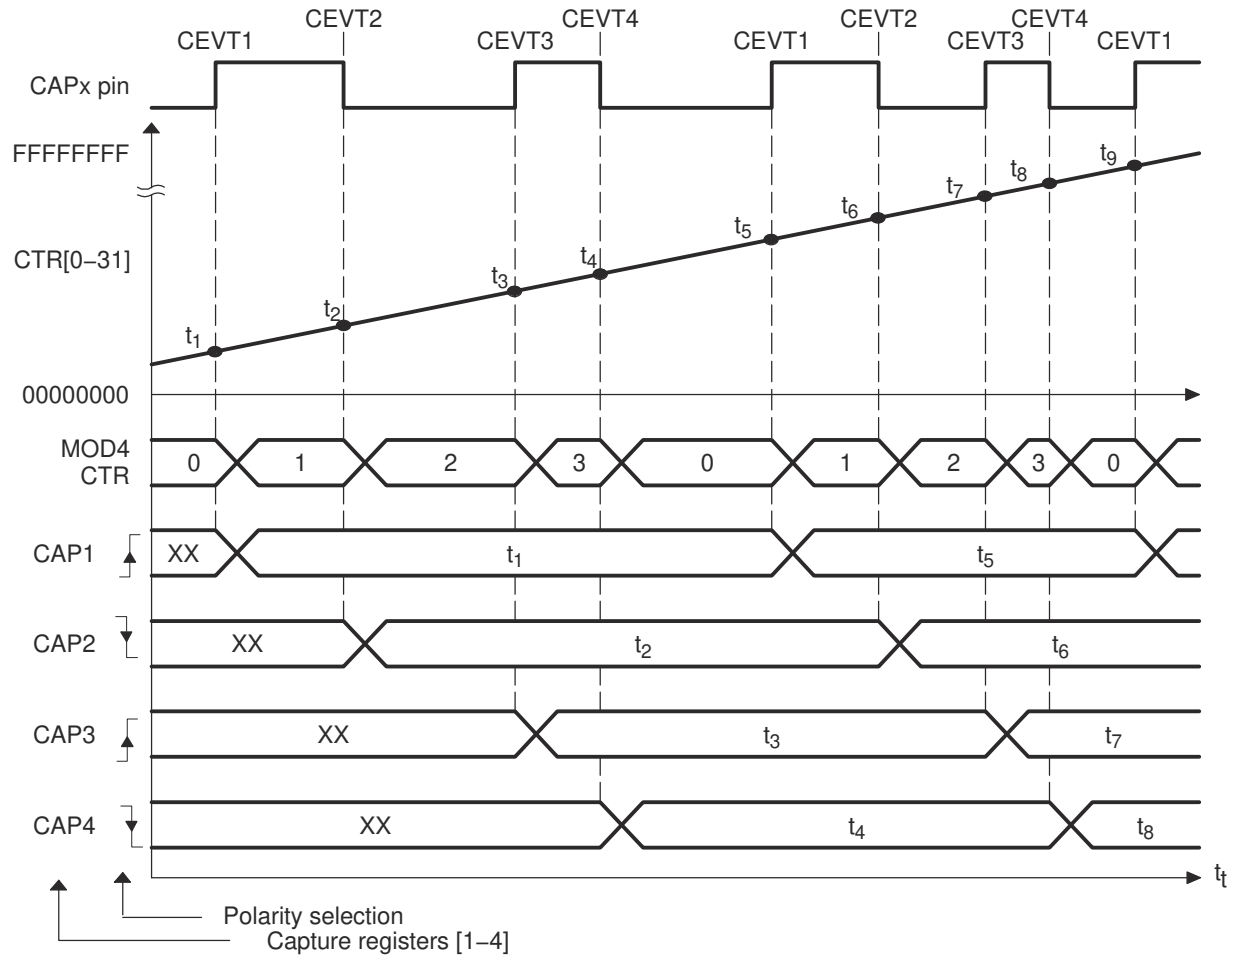 CEVT2 CEVT4 CEVT2 CEVT4
CEVT1 CEVT3 CEVT1 CEVT3 CEVT1
CAPx pin
FFFFFFFF
t9
t8
t7
t6
t5
CTR[0–31]
t4
t3
t2
t1
00000000
MOD4
CTR
0 1 2 3 0 1 2 3 0
CAP1 XX t1 t5
CAP2 XX t2 t6
CAP3 XX t3 t7
CAP4 XX t4 t8
tt
Polarity selection
Capture registers [1–4]